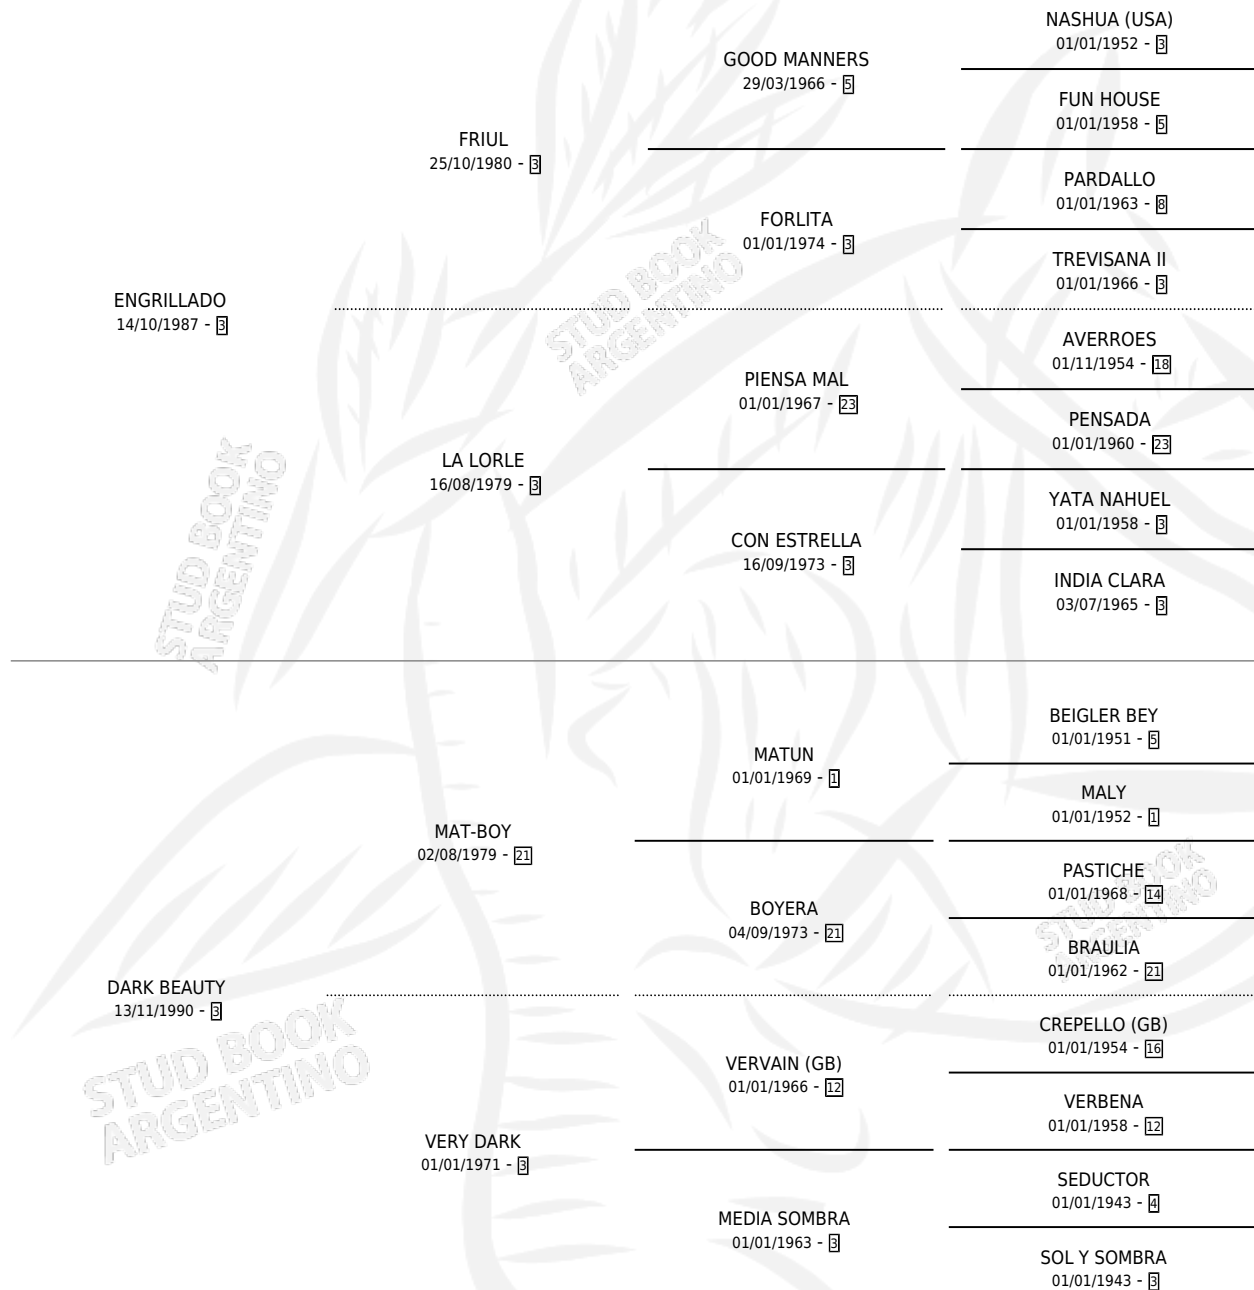 NASHUA (USA)
01/01/1952 - 3
GOOD MANNERS
29/03/1966 - 5
FUN HOUSE
01/01/1958 - 5
FRIUL
25/10/1980 - 3
PARDALLO
01/01/1963 - 8
FORLITA
01/01/1974 - 3
TREVISANA II
01/01/1966 - 3
ENGRILLADO
14/10/1987 - 3
STUD BOOK
ARGENTINO
AVERROES
01/11/1954 - 18
PIENSA MAL
01/01/1967 - 23
PENSADA
01/01/1960 - 23
LA LORLE
16/08/1979 - 3
YATA NAHUEL
01/01/1958 - 3
CON ESTRELLA
16/09/1973 - 3
INDIA CLARA
03/07/1965 - 3
STUD BOOK
ARGENTINO
BEIGLER BEY
01/01/1951 - 5
MATUN
01/01/1969 - 1
MALY
01/01/1952 - 1
MAT-BOY
02/08/1979 - 21
PASTICHE
01/01/1968 - 14
BOYERA
04/09/1973 - 21
STUD BOOK
ARGENTINO
BRAULIA
01/01/1962 - 21
DARK BEAUTY
13/11/1990 - 3
STUD BOOK
ARGENTINO
CREPELLO (GB)
01/01/1954 - 16
VERVAIN (GB)
01/01/1966 - 12
VERBENA
01/01/1958 - 12
VERY DARK
01/01/1971 - 3
SEDUCTOR
01/01/1943 - 4
MEDIA SOMBRA
01/01/1963 - 3
SOL Y SOMBRA
01/01/1943 - 3